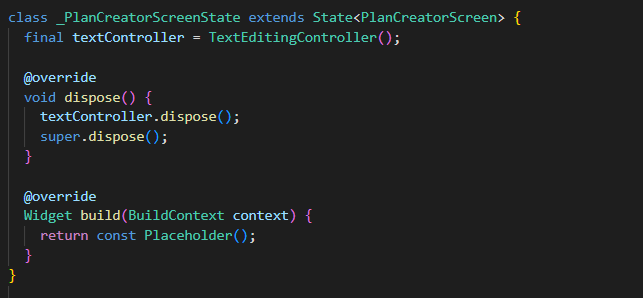 class _PlanCreatorScreenState extends State<PlanCreatorScreen> {
  final textController = TextEditingController();

  @override
  void dispose() {
    textController.dispose();
    super.dispose();
  }

  @override
  Widget build(BuildContext context) {
    return const Placeholder();
  }
}